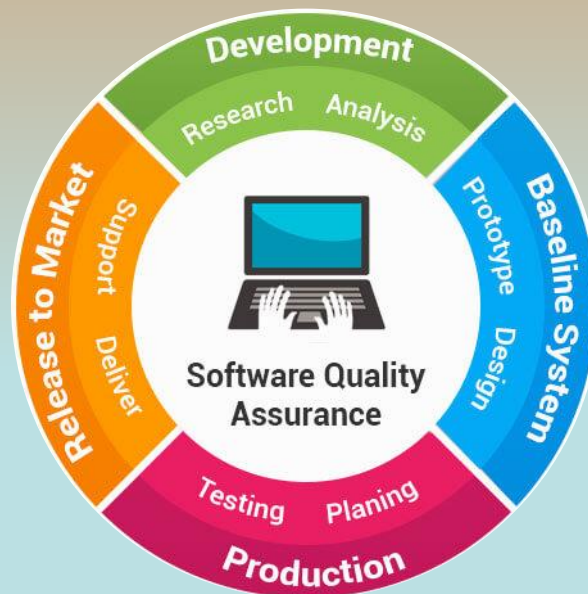 Development
Research Analysis
Baseline System
Prototype Design
Production
Testing Planing
Release to Market
Deliver Support
Software Quality
Assurance